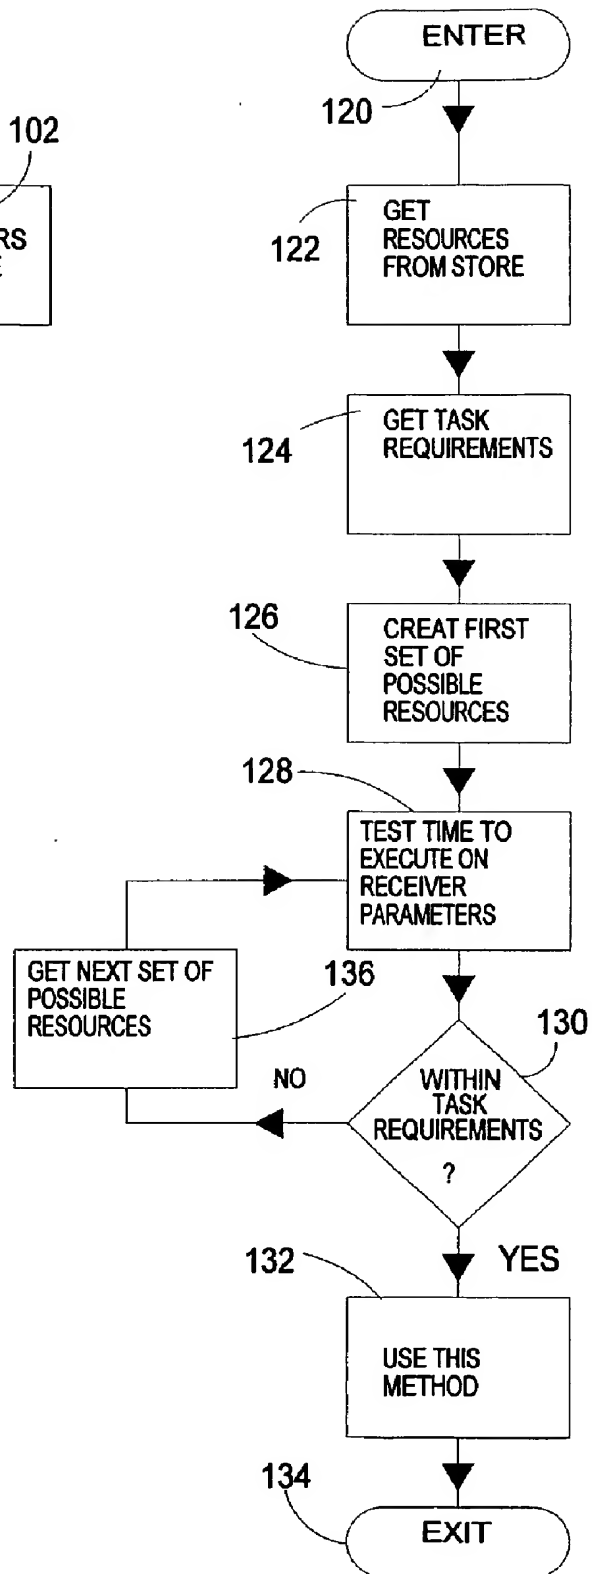 ENTER
120
102
RS
E
122
GET
RESOURCES
FROM STORE
124
GET TASK
REQUIREMENTS
126
CREAT FIRST
SET OF
POSSIBLE
RESOURCES
128
TEST TIME TO
EXECUTE ON
RECEIVER
PARAMETERS
GET NEXT SET OF
POSSIBLE
RESOURCES
136
130
NO
WITHIN
TASK
REQUIREMENTS
?
YES
132
USE THIS
METHOD
134
EXIT